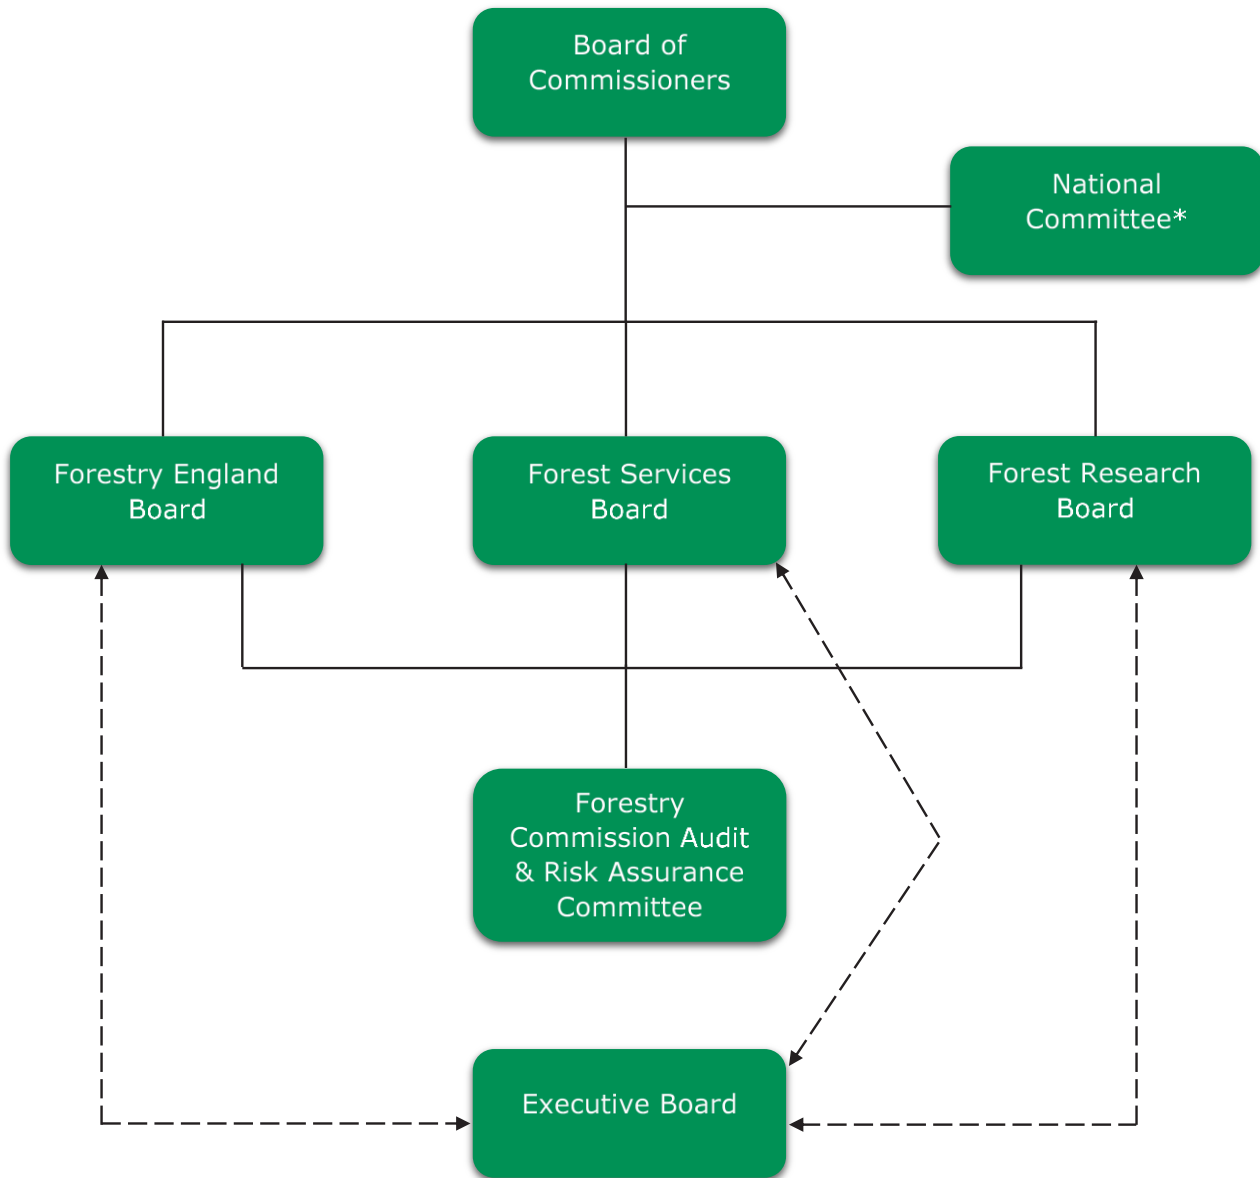 Board of
Commissioners
National
Committee*
Forestry England
Board
Forest Services
Board
Forest Research
Board
Forestry
Commission Audit
& Risk Assurance
Committee
Executive Board